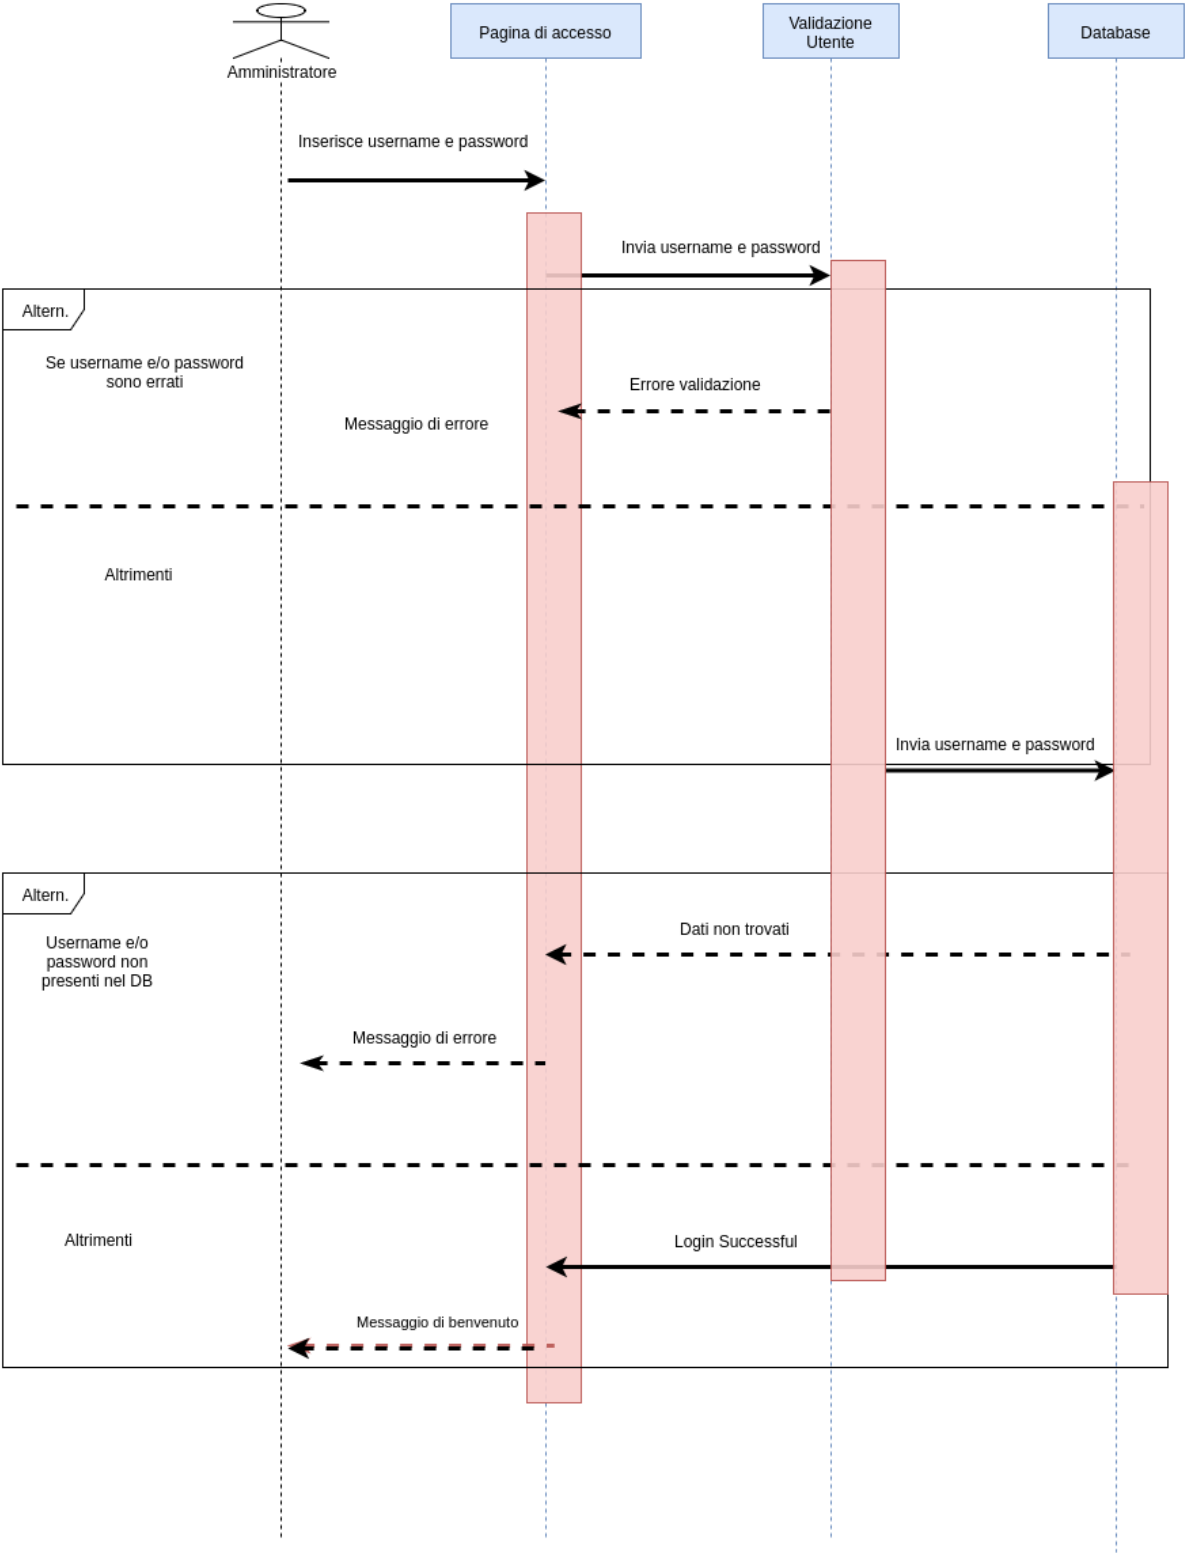 Amministratore
Pagina di accesso
Validazione
Utente
Database
Inserisce username e password
Invia username e password
Altern.
Se username e/o password
sono errati
Errore validazione
Messaggio di errore
Altrimenti
Invia username e password
Altern.
Dati non trovati
Username e/o
password non
presenti nel DB
Messaggio di errore
Altrimenti
Login Successful
Messaggio di benvenuto